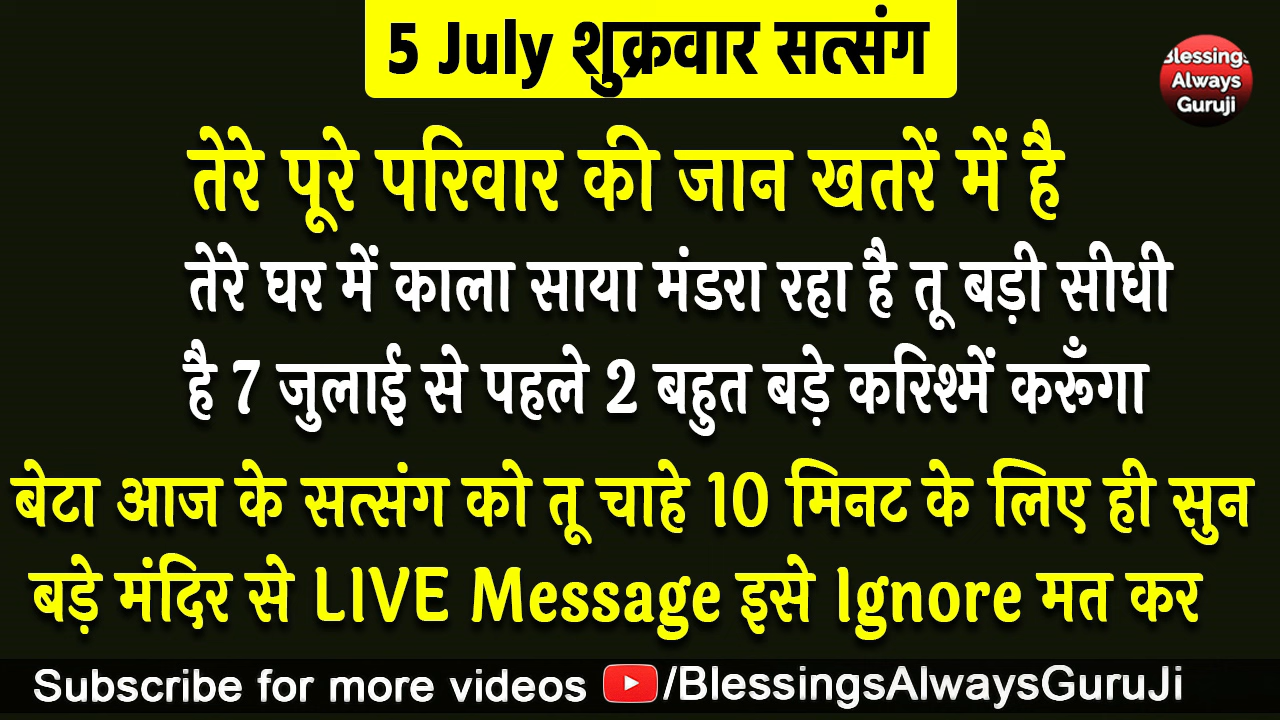 5 July शुक्रवार सत्संग
Blessings
Always
Guruji
तेरे पूरे परिवार की जान खतरें में है
तेरे घर में काला साया मंडरा रहा है तू बड़ी सीधी
है 7 जुलाई से पहले 2 बहुत बड़े करिश्में करूँगा
बेटा आज के सत्संग को तू चाहे 10 मिनट के लिए ही सुन
बड़े मंदिर से LIVE Message इसे Ignore मत कर
Subscribe for more videos /BlessingsAlwaysGuruJi